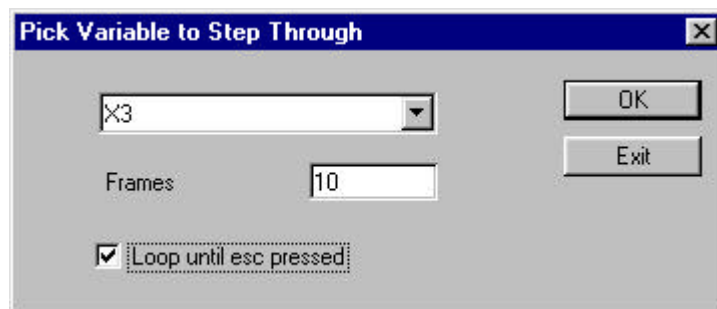 Pick Variable to Step Through
X3
OK
Exit
Frames
10
Loop until esc pressed